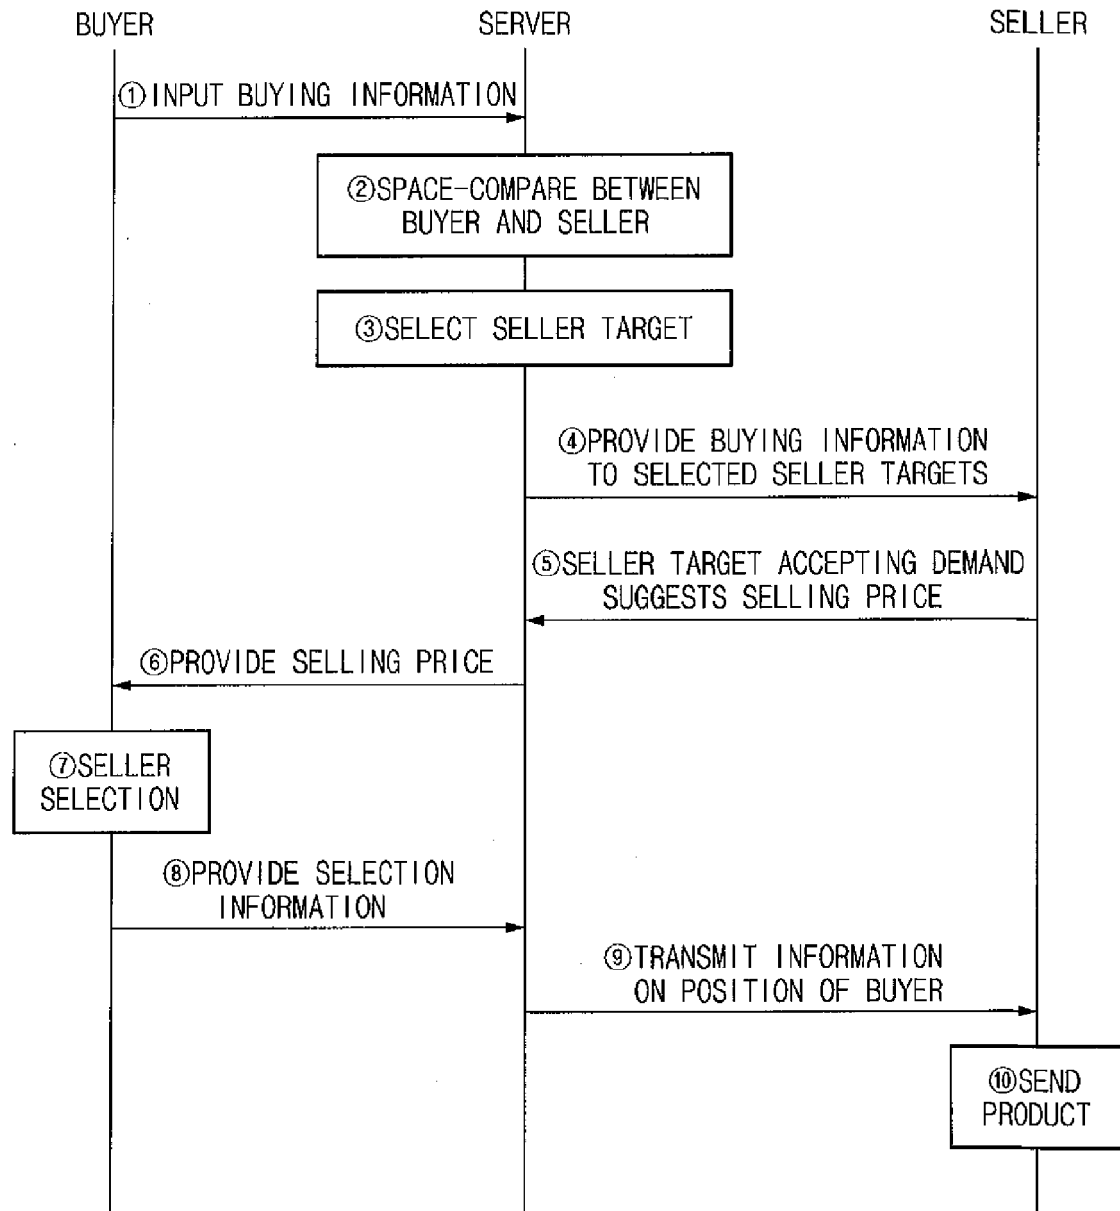 BUYER SERVER SELLER
①INPUT BUYING INFORMATION
②SPACE-COMPARE BETWEEN
BUYER AND SELLER
③SELECT SELLER TARGET
④PROVIDE BUYING INFORMATION
TO SELECTED SELLER TARGETS
⑤SELLER TARGET ACCEPTING DEMAND
SUGGESTS SELLING PRICE
⑥PROVIDE SELLING PRICE
⑦SELLER
SELECTION
⑧PROVIDE SELECTION
INFORMATION
⑨TRANSMIT INFORMATION
ON POSITION OF BUYER
⑩SEND
PRODUCT